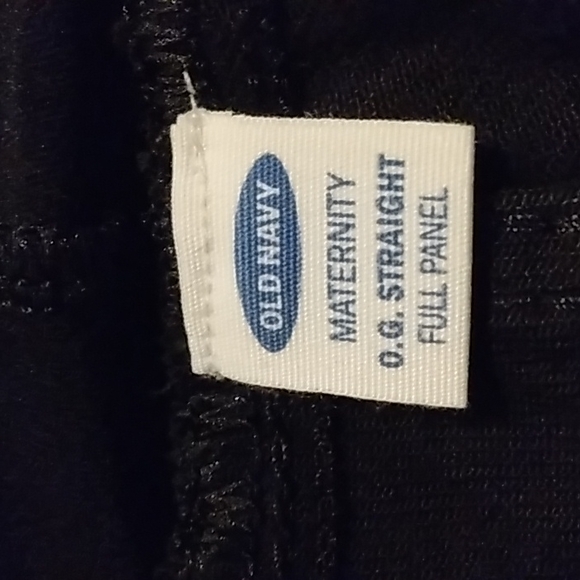 OLD NAVY
MATERNITY
O.G. STRAIGHT
FULL PANEL